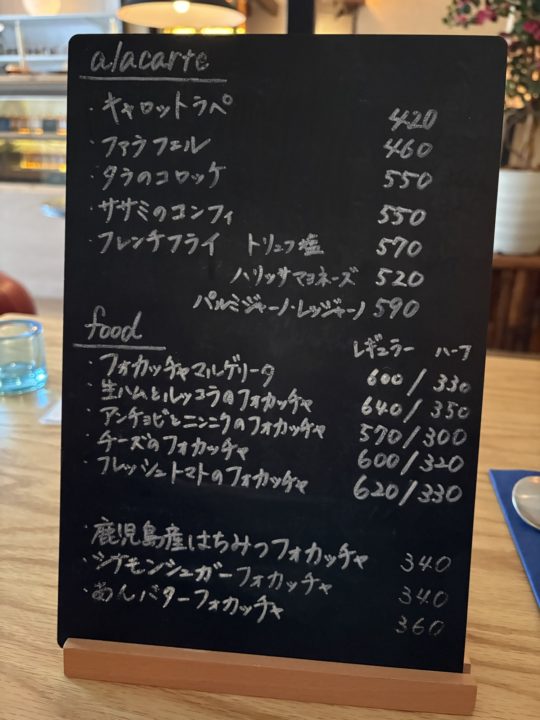 alacarte
・キャロットラペ 420
・ファラフェル 460
・タラのコロッケ 550
・ササミのコンフィ 550
・フレンチフライ トリュフ塩 570
ハリッサマヨネーズ 520
パルミジャーノ・レッジャーノ 590
food レギュラー ハーフ
・フォカッチャマルゲリータ 600/330
・生ハムとルッコラのフォカッチャ 640/350
・アンチョビとニンニクのフォカッチャ 570/300
・チーズのフォカッチャ 600/320
・フレッシュトマトのフォカッチャ 620/330
・鹿児島産はちみつフォカッチャ 340
・シナモンシュガーフォカッチャ 340
・あんバターフォカッチャ 360